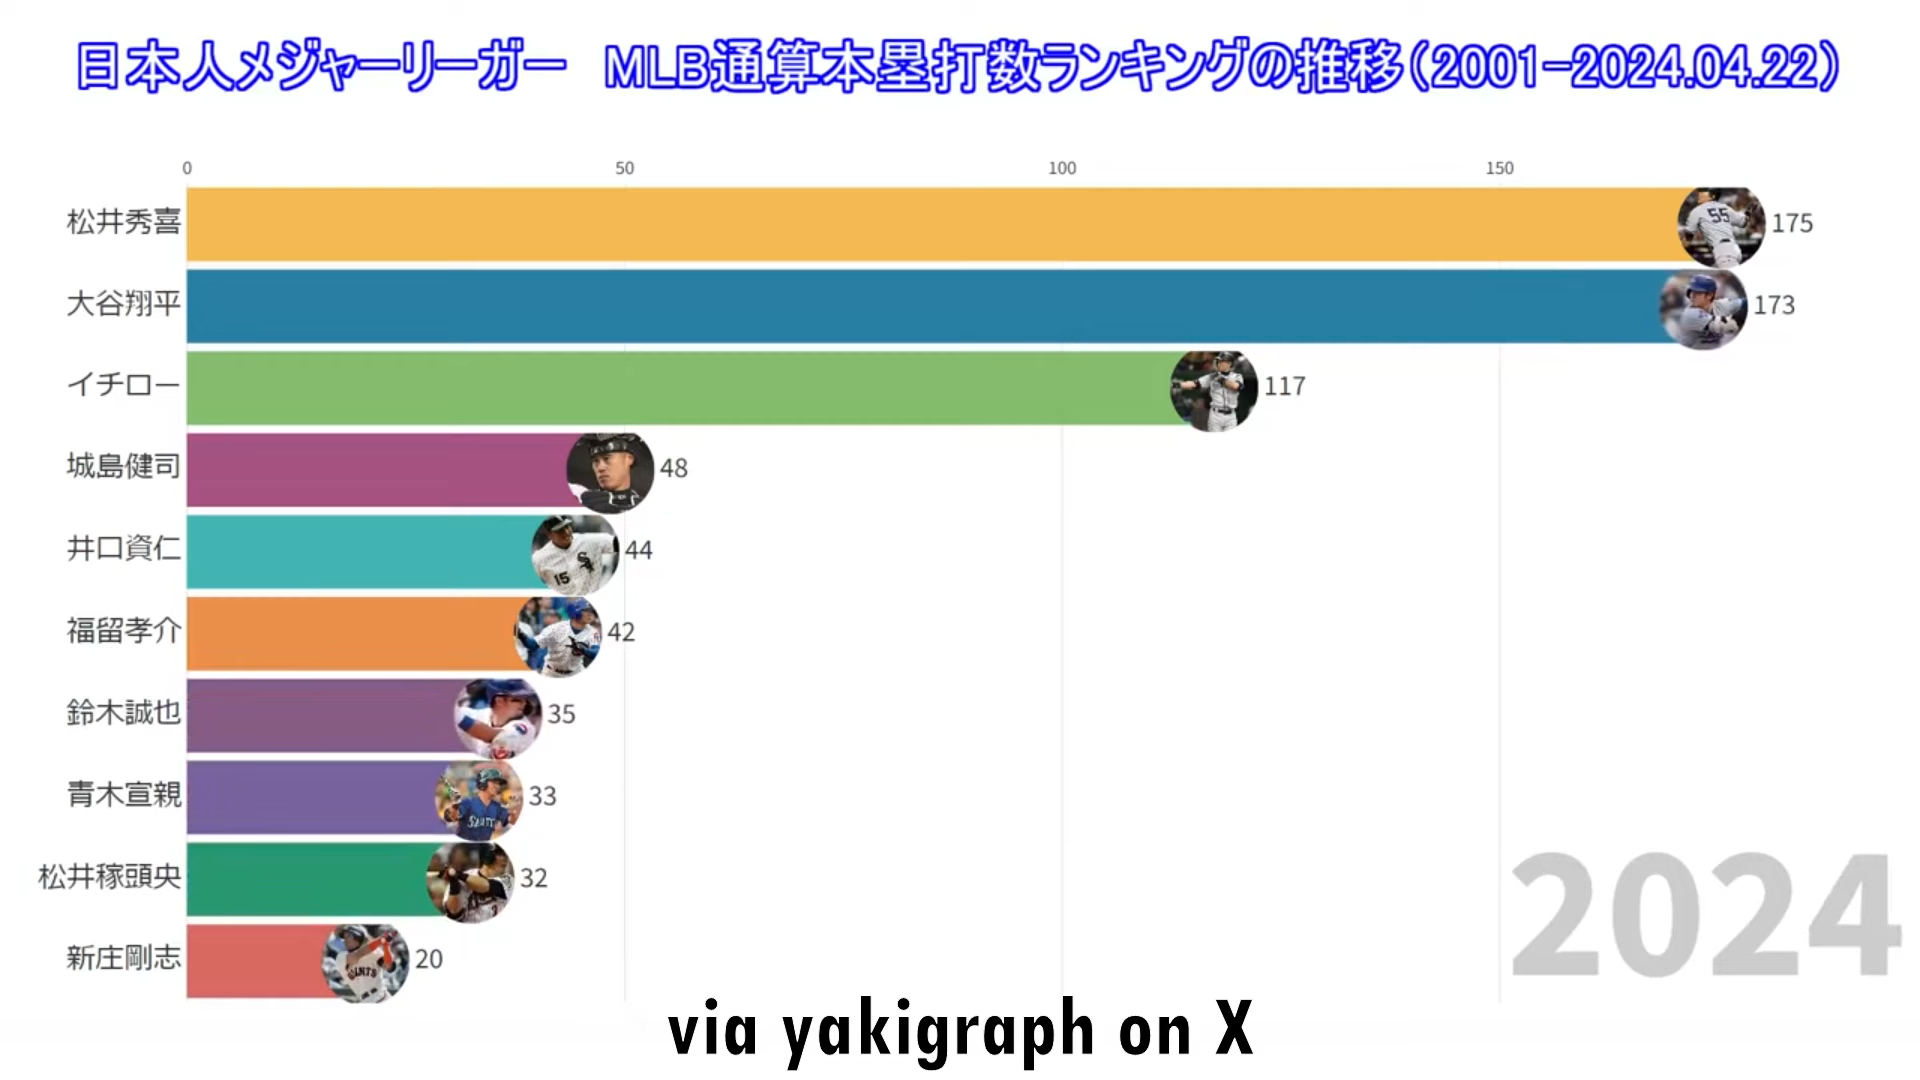 日本人メジャーリーガー　MLB通算本塁打数ランキングの推移（2001-2024.04.22）
0 50 100 150
松井秀喜 55 175
大谷翔平 173
イチロー 117
城島健司 48
井口資仁 15 44
福留孝介 42
鈴木誠也 35
青木宣親 33
松井稼頭央 32
新庄剛志 20
2024
via yakigraph on X